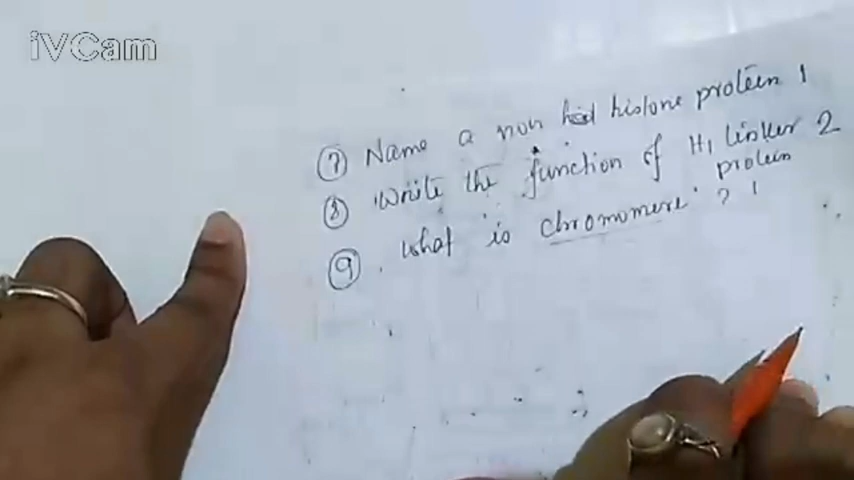 iVCam
⑦ Name a non histone protein 1
⑧ Write the function of H1 linker 2
protein
⑨ . what is chromomere ? 1